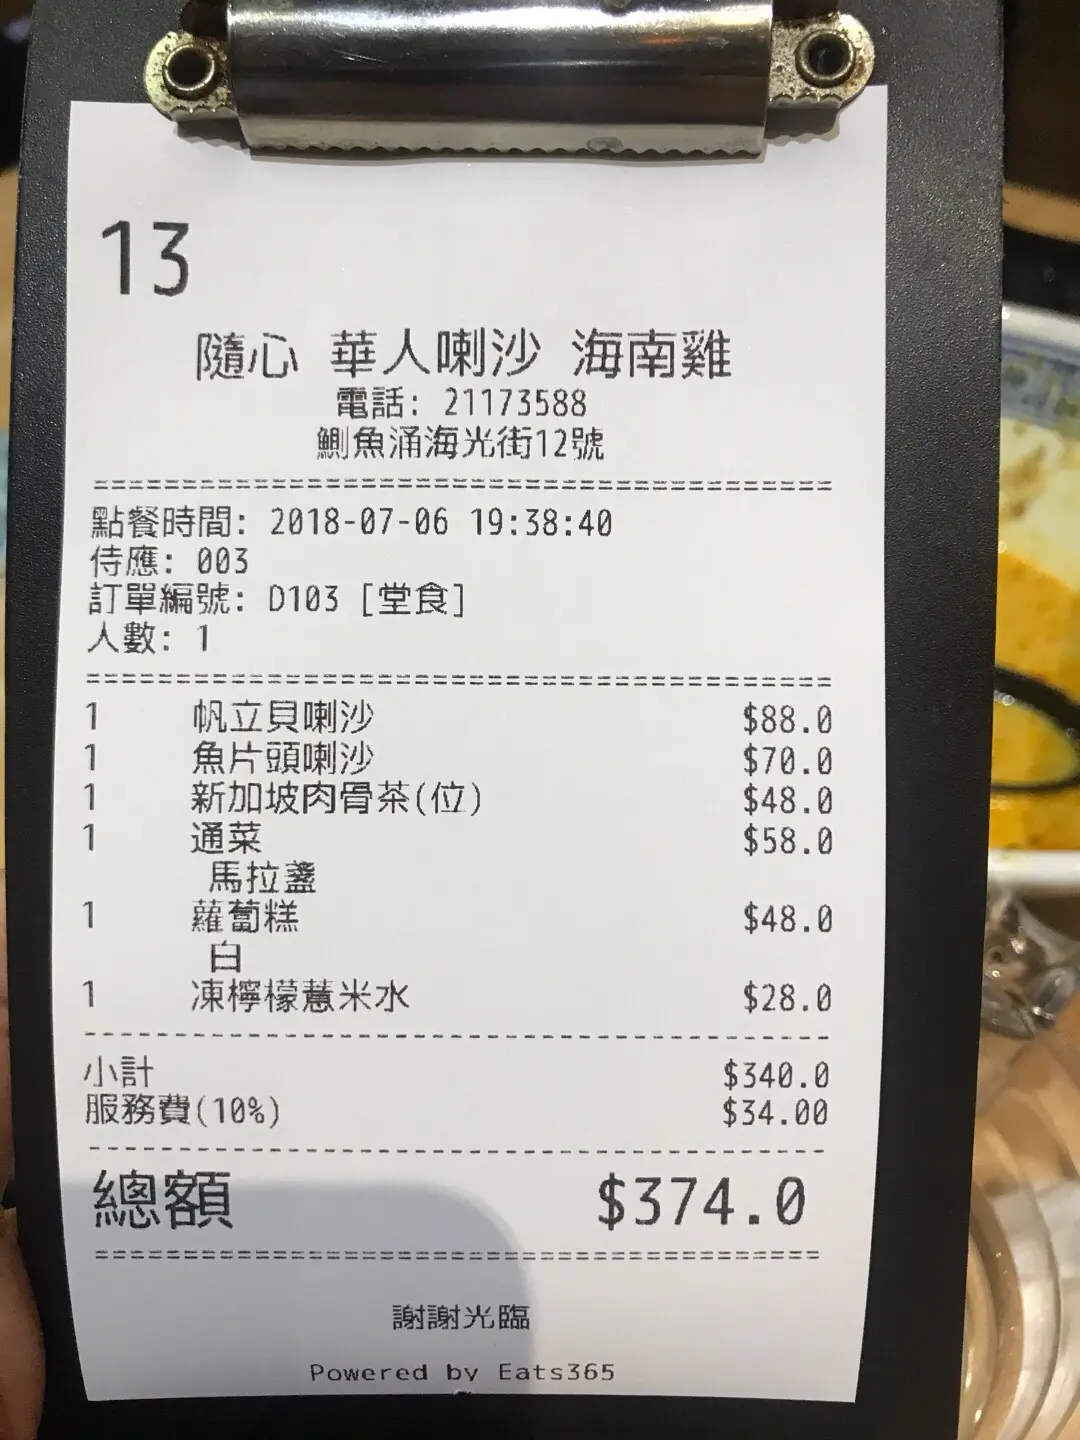 13
隨心 華人喇沙 海南雞
電話: 21173588
鰂魚涌海光街12號
點餐時間: 2018-07-06 19:38:40
侍應: 003
訂單編號: D103 [堂食]
人數: 1
1 帆立貝喇沙 $88.0
1 魚片頭喇沙 $70.0
1 新加坡肉骨茶(位) $48.0
1 通菜 $58.0
馬拉盞
1 蘿蔔糕 $48.0
白
1 凍檸檬薏米水 $28.0
小計 $340.0
服務費(10%) $34.00
總額 $374.0
謝謝光臨
Powered by Eats365